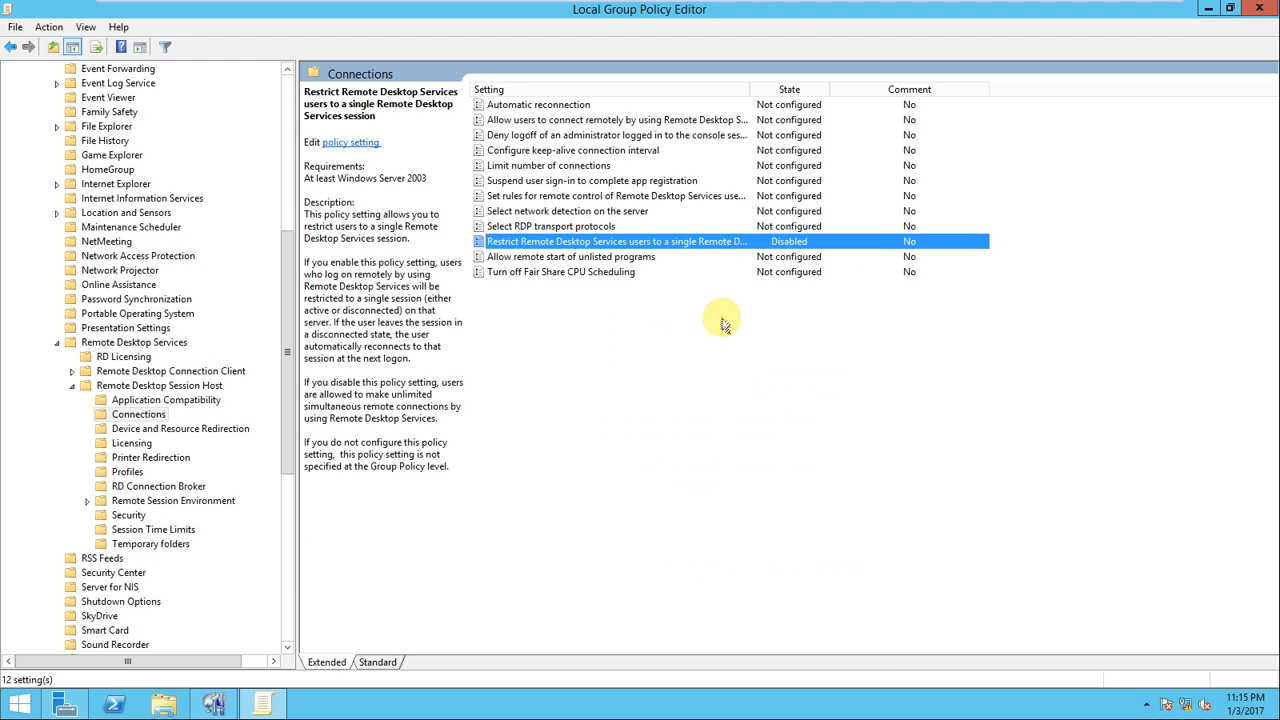 Local Group Policy Editor
File Action View Help
Event Forwarding
Event Log Service
Event Viewer
Family Safety
File Explorer
File History
Game Explorer
HomeGroup
Internet Explorer
Internet Information Services
Location and Sensors
Maintenance Scheduler
NetMeeting
Network Access Protection
Network Projector
Online Assistance
Password Synchronization
Portable Operating System
Presentation Settings
Remote Desktop Services
RD Licensing
Remote Desktop Connection Client
Remote Desktop Session Host
Application Compatibility
Connections
Device and Resource Redirection
Licensing
Printer Redirection
Profiles
RD Connection Broker
Remote Session Environment
Security
Session Time Limits
Temporary folders
RSS Feeds
Security Center
Server for NIS
Shutdown Options
SkyDrive
Smart Card
Sound Recorder
Connections
Restrict Remote Desktop Services
users to a single Remote Desktop
Services session
Edit policy setting
Requirements:
At least Windows Server 2003
Description:
This policy setting allows you to
restrict users to a single Remote
Desktop Services session.
If you enable this policy setting, users
who log on remotely by using
Remote Desktop Services will be
restricted to a single session (either
active or disconnected) on that
server. If the user leaves the session in
a disconnected state, the user
automatically reconnects to that
session at the next logon.
If you disable this policy setting, users
are allowed to make unlimited
simultaneous remote connections by
using Remote Desktop Services.
If you do not configure this policy
setting,  this policy setting is not
specified at the Group Policy level.
Setting State Comment
Automatic reconnection Not configured No
Allow users to connect remotely by using Remote Desktop S... Not configured No
Deny logoff of an administrator logged in to the console ses... Not configured No
Configure keep-alive connection interval Not configured No
Limit number of connections Not configured No
Suspend user sign-in to complete app registration Not configured No
Set rules for remote control of Remote Desktop Services use... Not configured No
Select network detection on the server Not configured No
Select RDP transport protocols Not configured No
Restrict Remote Desktop Services users to a single Remote D... Disabled No
Allow remote start of unlisted programs Not configured No
Turn off Fair Share CPU Scheduling Not configured No
Extended Standard
12 setting(s)
11:15 PM
1/3/2017